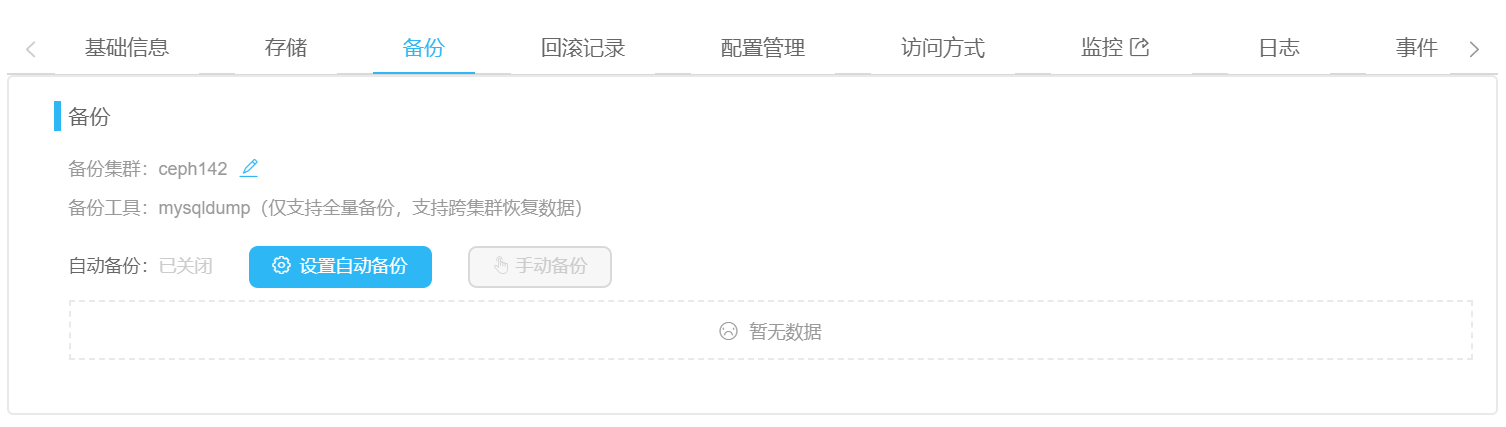 基础信息 存储 备份 回滚记录 配置管理 访问方式 监控 日志 事件
备份
备份集群：ceph142
备份工具：mysqldump（仅支持全量备份，支持跨集群恢复数据）
自动备份：已关闭 设置自动备份 手动备份
暂无数据